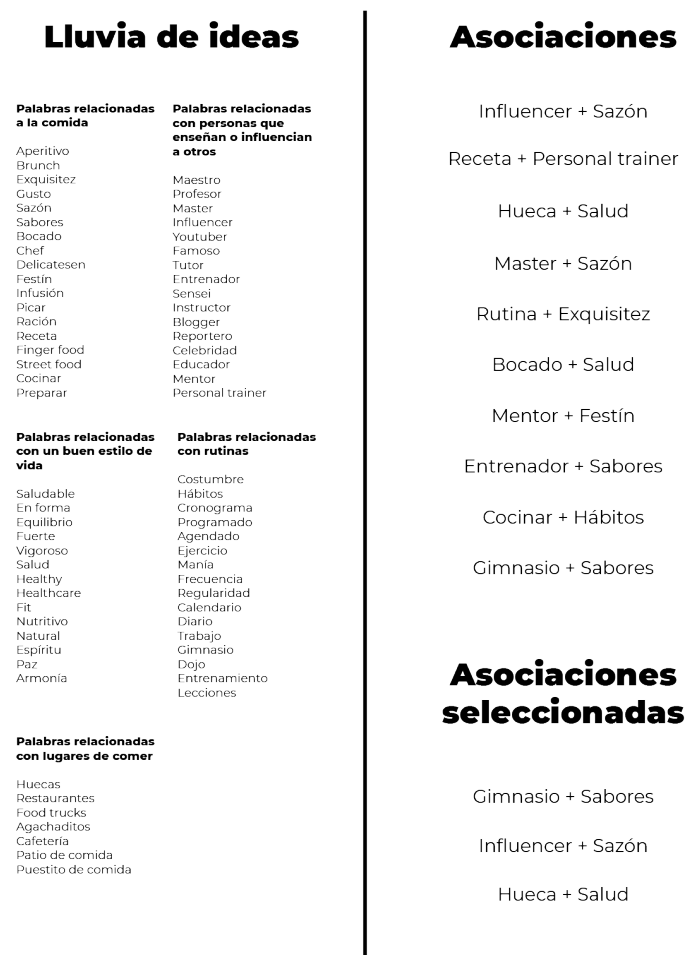 Lluvia de ideas
Palabras relacionadas
a la comida
Aperitivo
Brunch
Exquisitez
Gusto
Sazón
Sabores
Bocado
Chef
Delicatesen
Festín
Infusión
Picar
Ración
Receta
Finger food
Street food
Cocinar
Preparar
Palabras relacionadas
con personas que
enseñan o influencian
a otros
Maestro
Profesor
Master
Influencer
Youtuber
Famoso
Tutor
Entrenador
Sensei
Instructor
Blogger
Reportero
Celebridad
Educador
Mentor
Personal trainer
Palabras relacionadas
con un buen estilo de
vida
Saludable
En forma
Equilibrio
Fuerte
Vigoroso
Salud
Healthy
Healthcare
Fit
Nutritivo
Natural
Espíritu
Paz
Armonía
Palabras relacionadas
con rutinas
Costumbre
Hábitos
Cronograma
Programado
Agendado
Ejercicio
Manía
Frecuencia
Regularidad
Calendario
Diario
Trabajo
Gimnasio
Dojo
Entrenamiento
Lecciones
Palabras relacionadas
con lugares de comer
Huecas
Restaurantes
Food trucks
Agachaditos
Cafetería
Patio de comida
Puestito de comida
Asociaciones
Influencer + Sazón
Receta + Personal trainer
Hueca + Salud
Master + Sazón
Rutina + Exquisitez
Bocado + Salud
Mentor + Festín
Entrenador + Sabores
Cocinar + Hábitos
Gimnasio + Sabores
Asociaciones
seleccionadas
Gimnasio + Sabores
Influencer + Sazón
Hueca + Salud